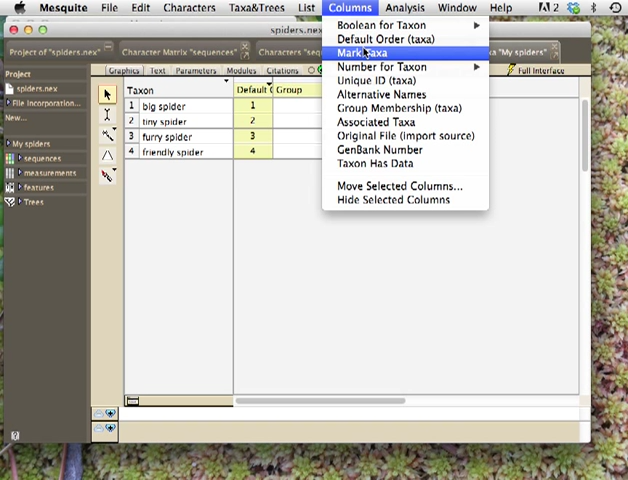 Mesquite File Edit Characters Taxa&Trees List Columns Analysis Window Help 2
spiders.nex
Project of "spiders.nex" Character Matrix "sequences" Characters "sequ "My spiders"
Project Graphics Text Parameters Modules Citations Full Interface
spiders.nex
File Incorporation...
New...
My spiders
sequences
measurements
features
Trees
Taxon Default Group
1 big spider 1
2 tiny spider 2
3 furry spider 3
4 friendly spider 4
Boolean for Taxon
Default Order (taxa)
Mark Taxa
Number for Taxon
Unique ID (taxa)
Alternative Names
Group Membership (taxa)
Associated Taxa
Original File (import source)
GenBank Number
Taxon Has Data
Move Selected Columns...
Hide Selected Columns